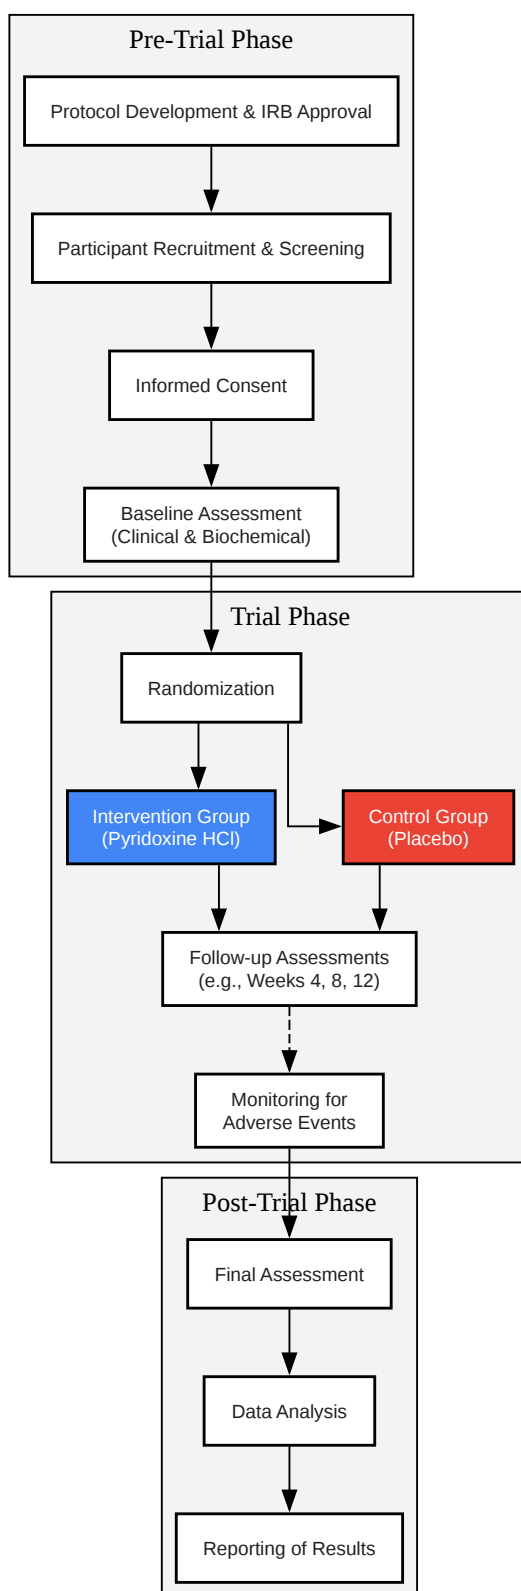 Pre-Trial Phase
Protocol Development & IRB Approval
Participant Recruitment & Screening
Informed Consent
Baseline Assessment
(Clinical & Biochemical)
Trial Phase
Randomization
Intervention Group
(Pyridoxine HCl)
Control Group
(Placebo)
Follow-up Assessments
(e.g., Weeks 4, 8, 12)
Monitoring for
Adverse Events
Post-Trial Phase
Final Assessment
Data Analysis
Reporting of Results